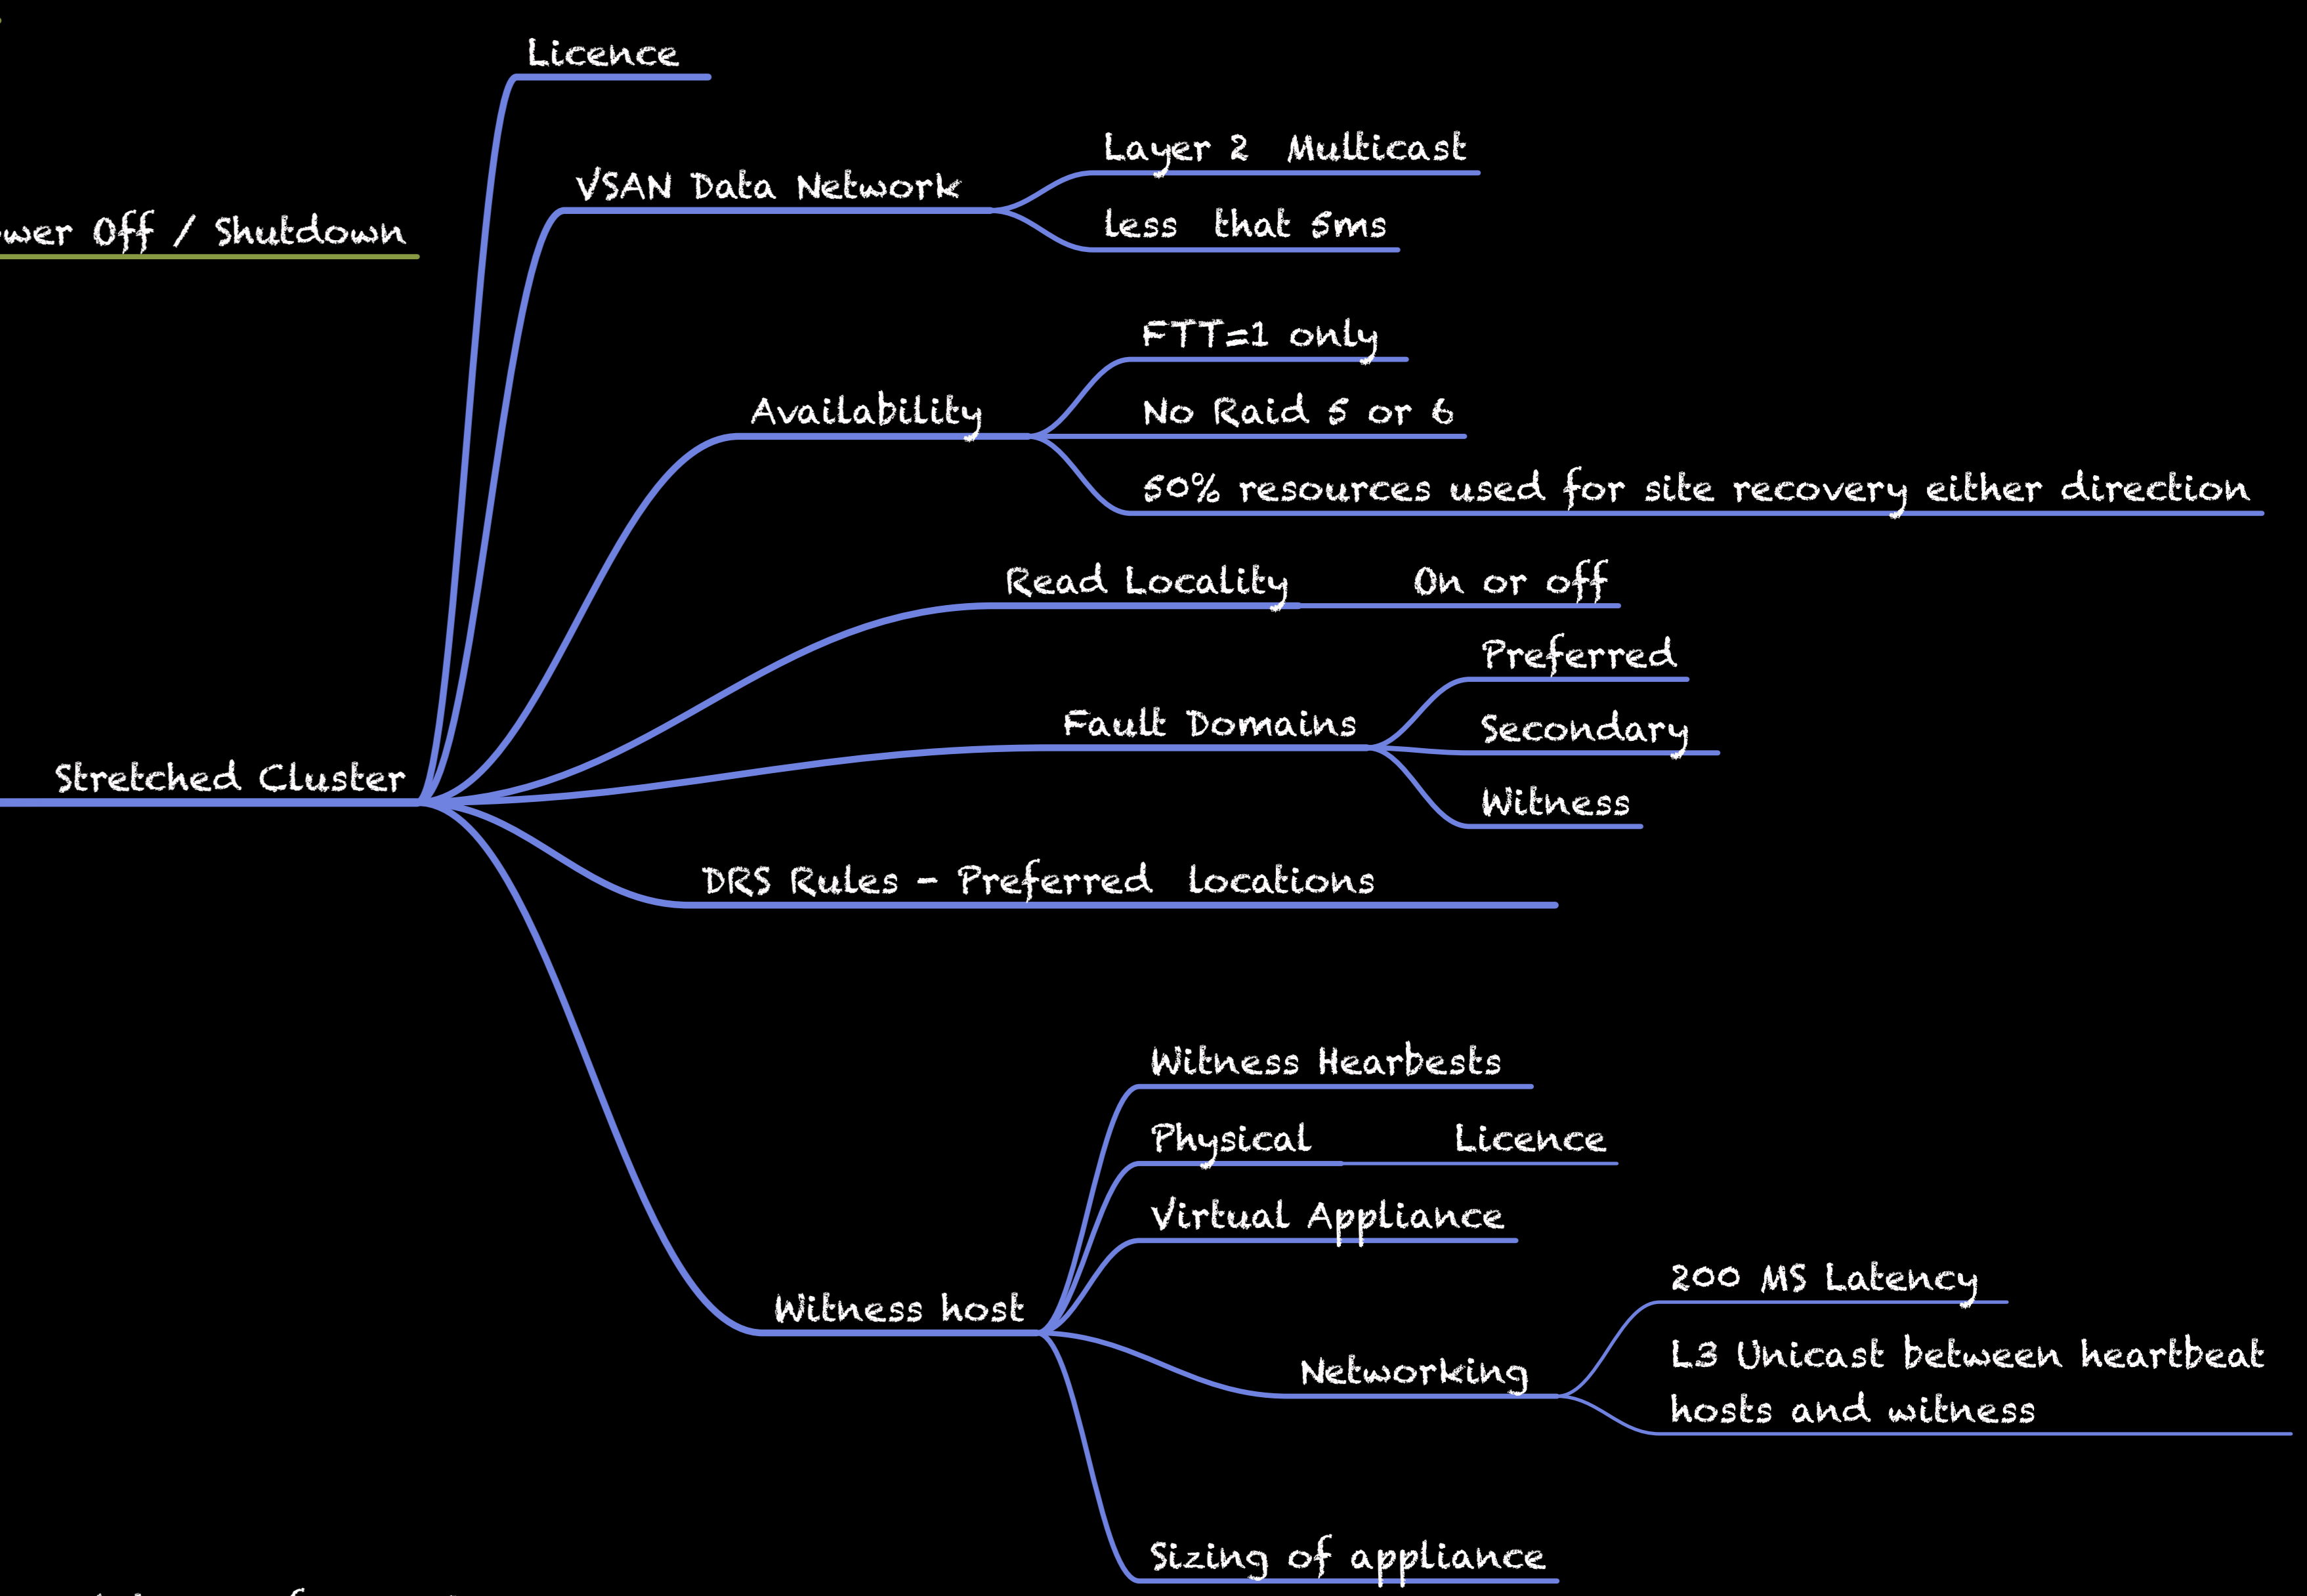 Licence
Layer 2 Multicast
VSAN Data Network
less that 5ms
Off / Shutdown
FTT=1 only
Availability
No Raid 5 or 6
50% resources used for site recovery either direction
Read Locality
On or off
Preferred
Fault Domains
Secondary
Stretched Cluster
Witness
DRS Rules - Preferred locations
Witness Hearbests
Physical
Licence
Virtual Appliance
200 MS Latency
Witness host
L3 Unicast between heartbeat
Networking
hosts and witness
Sizing of appliance